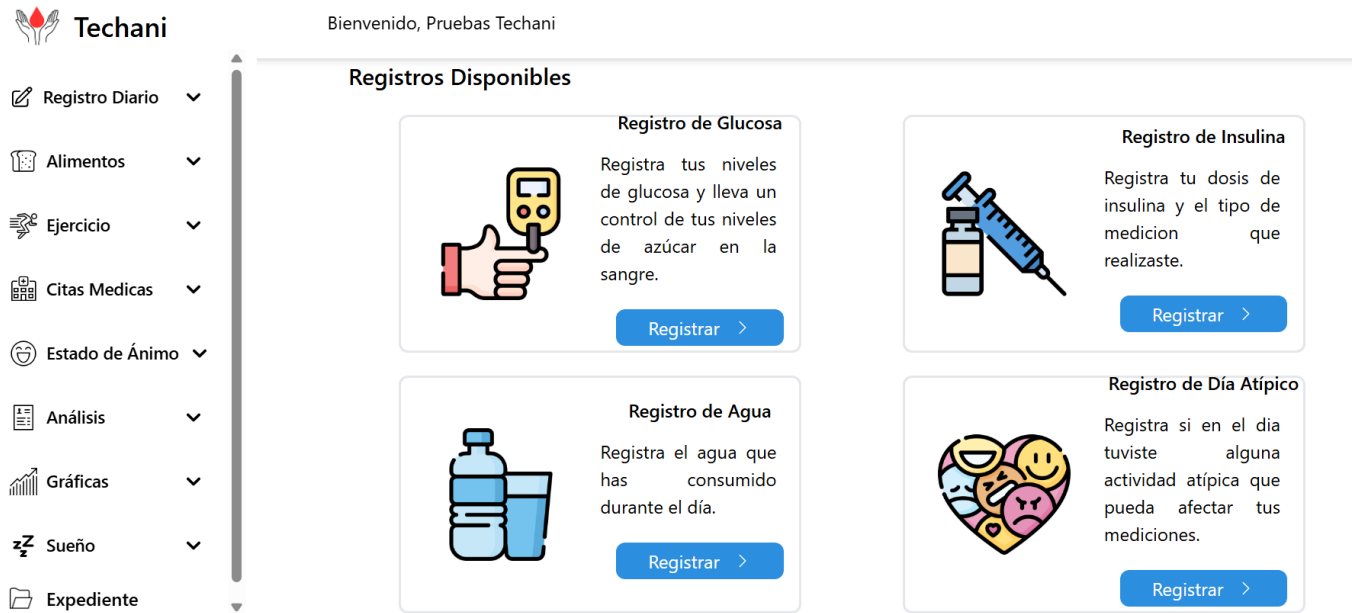 Techani
Bienvenido, Pruebas Techani
Registro Diario
Alimentos
Ejercicio
Citas Medicas
Estado de Ánimo
Análisis
Gráficas
Sueño
Expediente
Registros Disponibles
Registro de Glucosa
Registra tus niveles
de glucosa y lleva un
control de tus niveles
de azúcar en la
sangre.
Registrar
Registro de Insulina
Registra tu dosis de
insulina y el tipo de
medicion que
realizaste.
Registrar
Registro de Agua
Registra el agua que
has consumido
durante el día.
Registrar
Registro de Día Atípico
Registra si en el dia
tuviste alguna
actividad atípica que
pueda afectar tus
mediciones.
Registrar